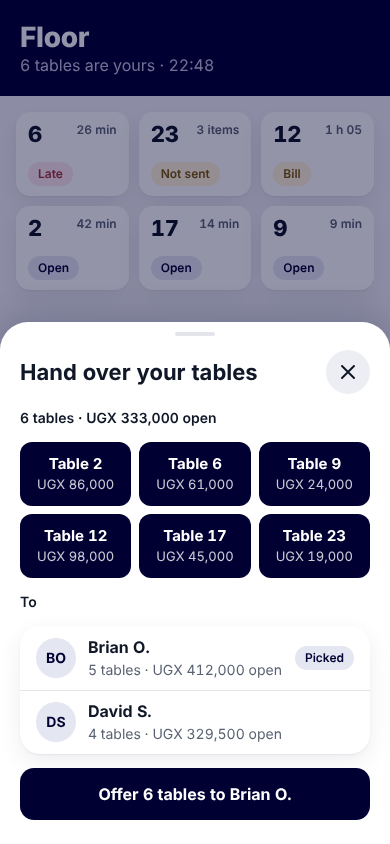 Floor
6 tables are yours · 22:48
6 26 min
Late
23 3 items
Not sent
12 1 h 05
Bill
2 42 min
Open
17 14 min
Open
9 9 min
Open
Hand over your tables
6 tables · UGX 333,000 open
Table 2
UGX 86,000
Table 6
UGX 61,000
Table 9
UGX 24,000
Table 12
UGX 98,000
Table 17
UGX 45,000
Table 23
UGX 19,000
To
BO
Brian O.
5 tables · UGX 412,000 open
Picked
DS
David S.
4 tables · UGX 329,500 open
Offer 6 tables to Brian O.